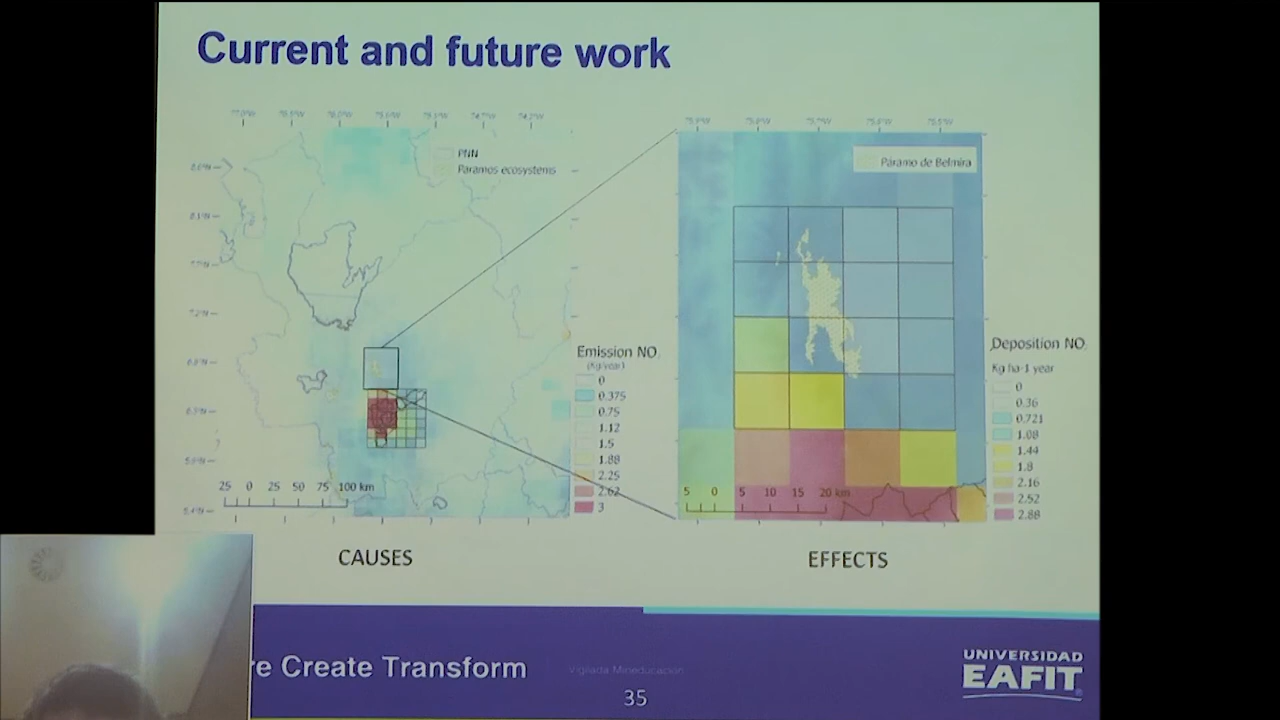 Current and future work
PNN
Paramos ecosystems
Emission NO
(Kg/year)
0
0.375
0.75
1.12
1.5
1.88
2.25
2.62
3
25 0 25 50 75 100 km
CAUSES
Páramo de Belmira
Deposition NO
Kg ha-1 year
0
0.36
0.721
1.08
1.44
1.8
2.16
2.52
2.88
5 0 5 10 15 20 km
EFFECTS
re Create Transform
Vigilada Mineducación
35
UNIVERSIDAD
EAFIT